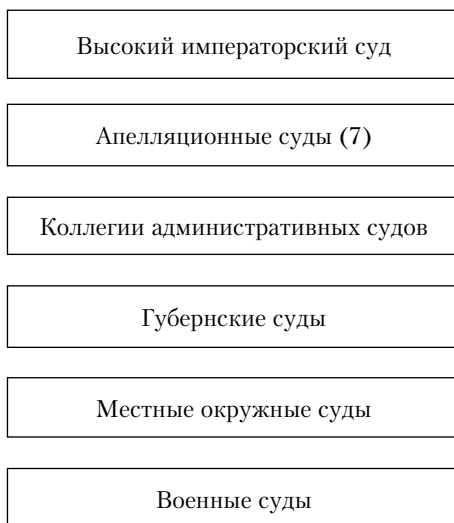 Высокий императорский суд
Апелляционные суды (7)
Коллегии административных судов
Губернские суды
Местные окружные суды
Военные суды